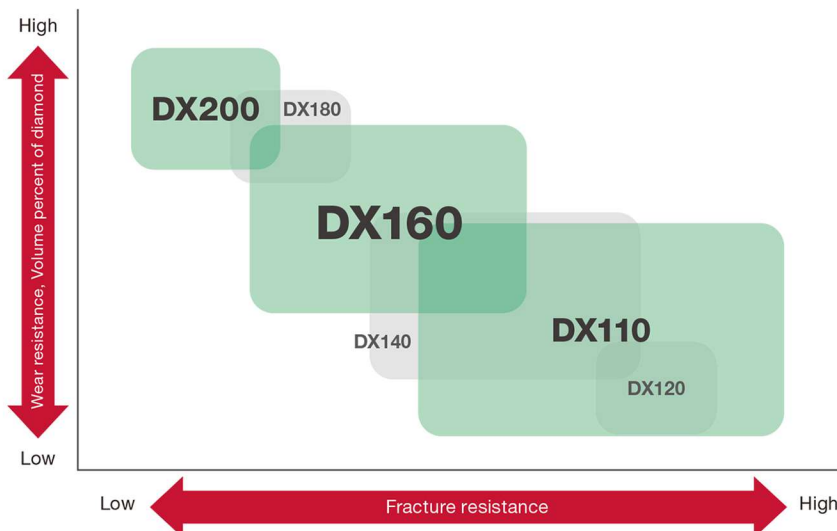 High
DX200
DX180
Wear resistance, Volume percent of diamond
DX160
DX110
DX140
DX120
Low
Low
Fracture resistance
High